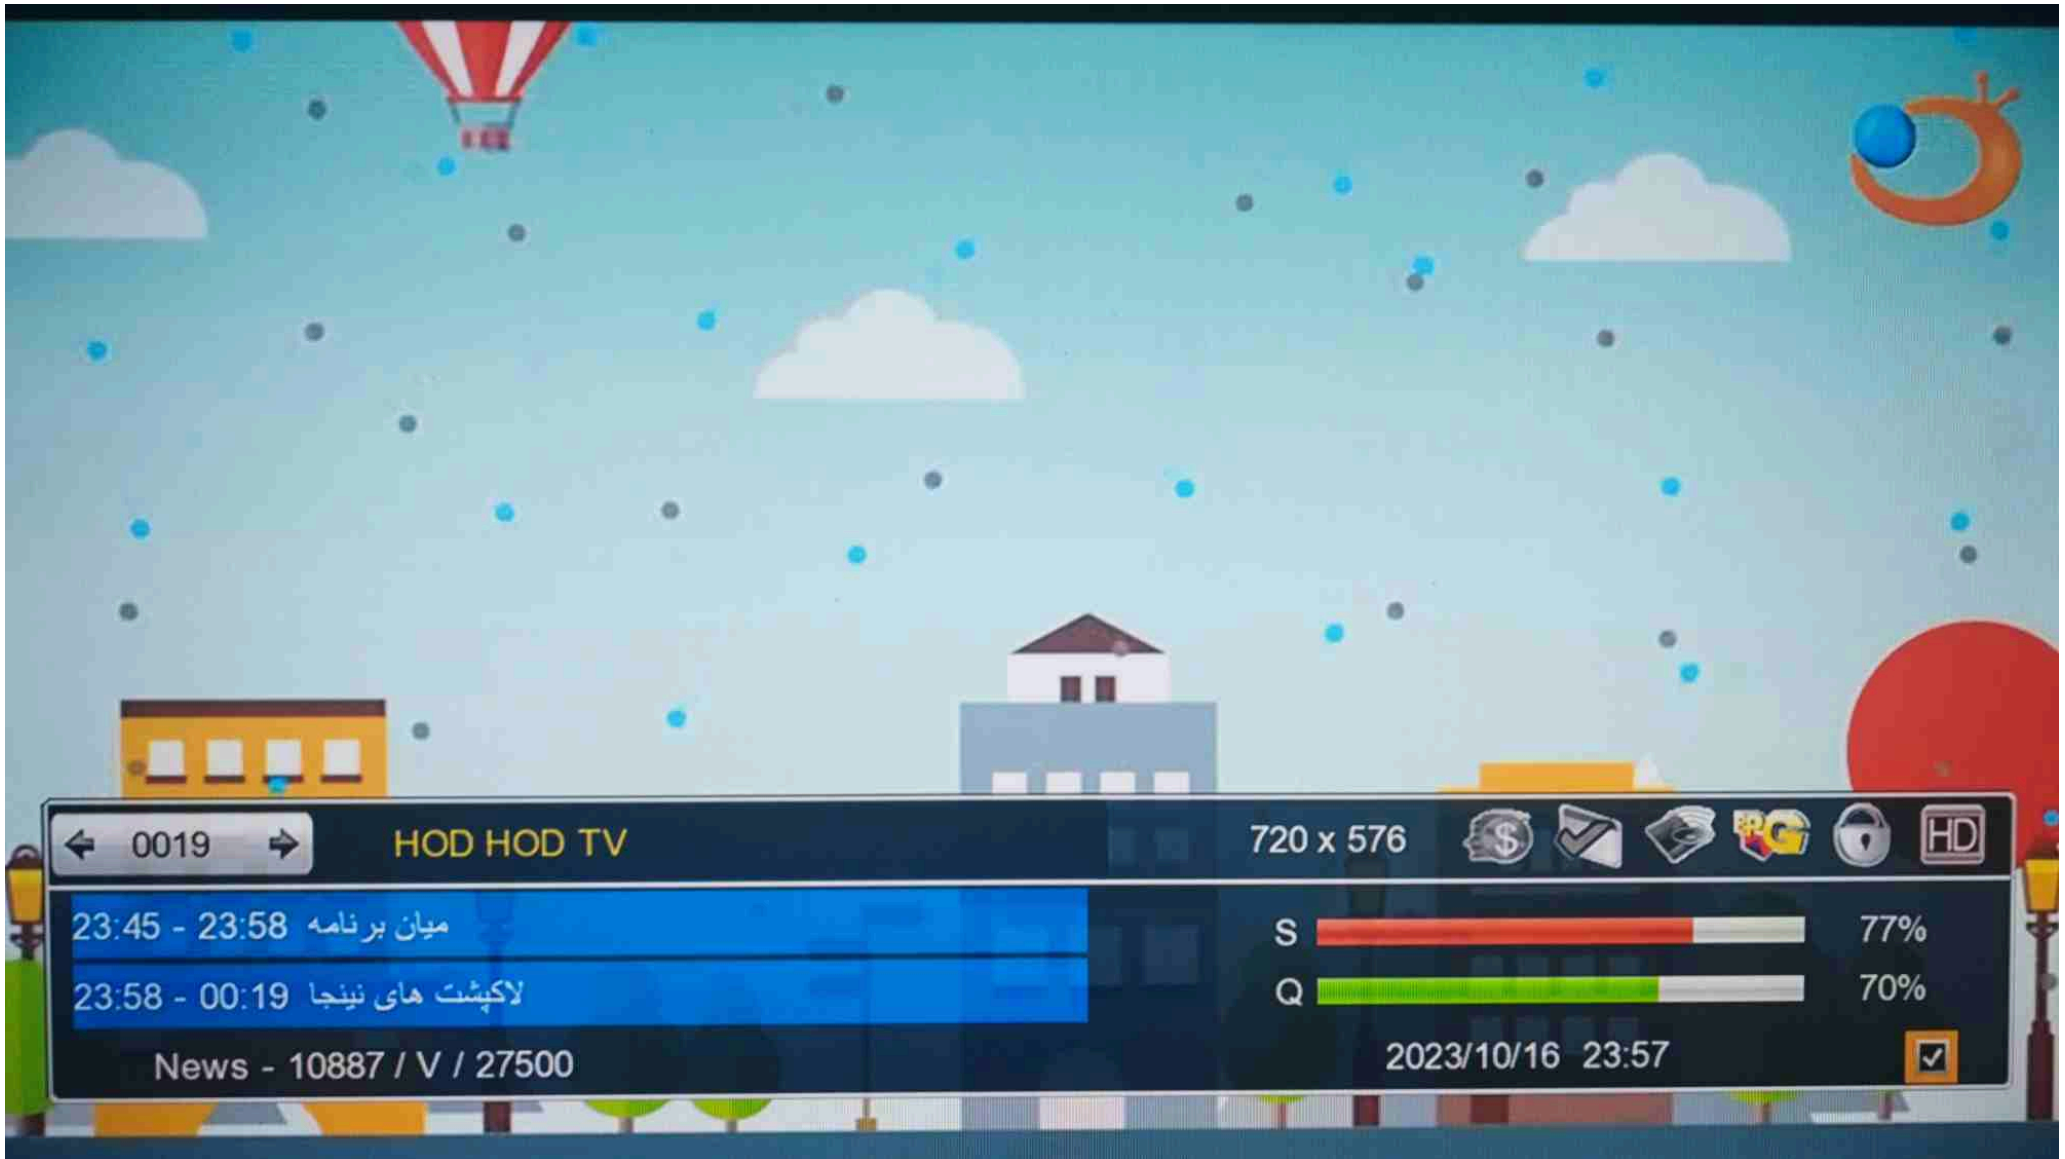 0019 HOD HOD TV 720 x 576 HD
23:45 - 23:58 میان برنامه
23:58 - 00:19 لاکپشت های نینجا
S 77%
Q 70%
News - 10887 / V / 27500
2023/10/16 23:57